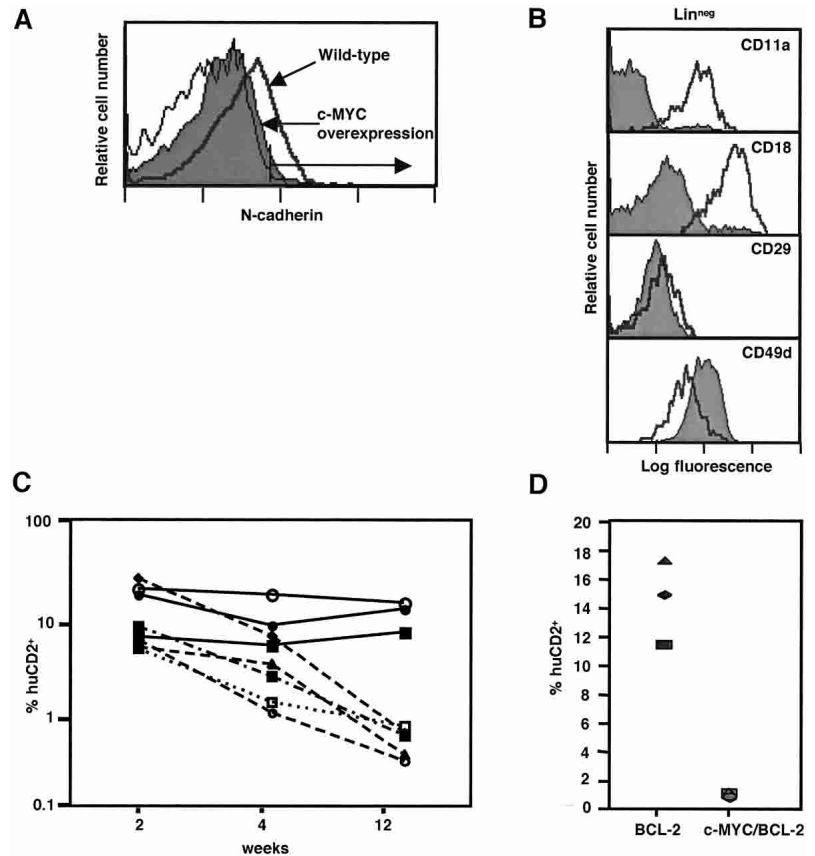 A
Relative cell number
Wild-type
c-MYC
overexpression
N-cadherin
B
Linneg
CD11a
CD18
CD29
CD49d
Relative cell number
Log fluorescence
C
% huCD2+
100
10
1
0.1
2
4
12
weeks
D
% huCD2+
20
18
16
14
12
10
8
6
4
2
0
BCL-2
c-MYC/BCL-2